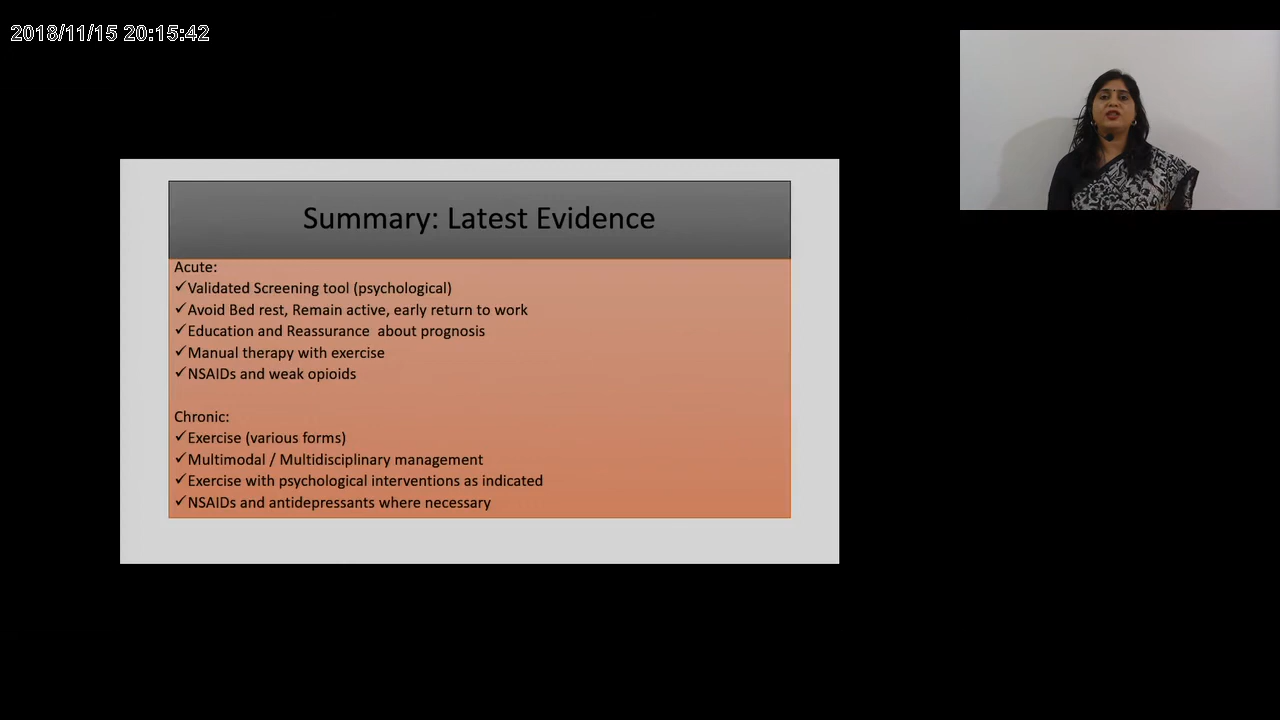 2018/11/15 20:15:42
Summary: Latest Evidence
Acute:
✓Validated Screening tool (psychological)
✓Avoid Bed rest, Remain active, early return to work
✓Education and Reassurance  about prognosis
✓Manual therapy with exercise
✓NSAIDs and weak opioids
Chronic:
✓Exercise (various forms)
✓Multimodal / Multidisciplinary management
✓Exercise with psychological interventions as indicated
✓NSAIDs and antidepressants where necessary